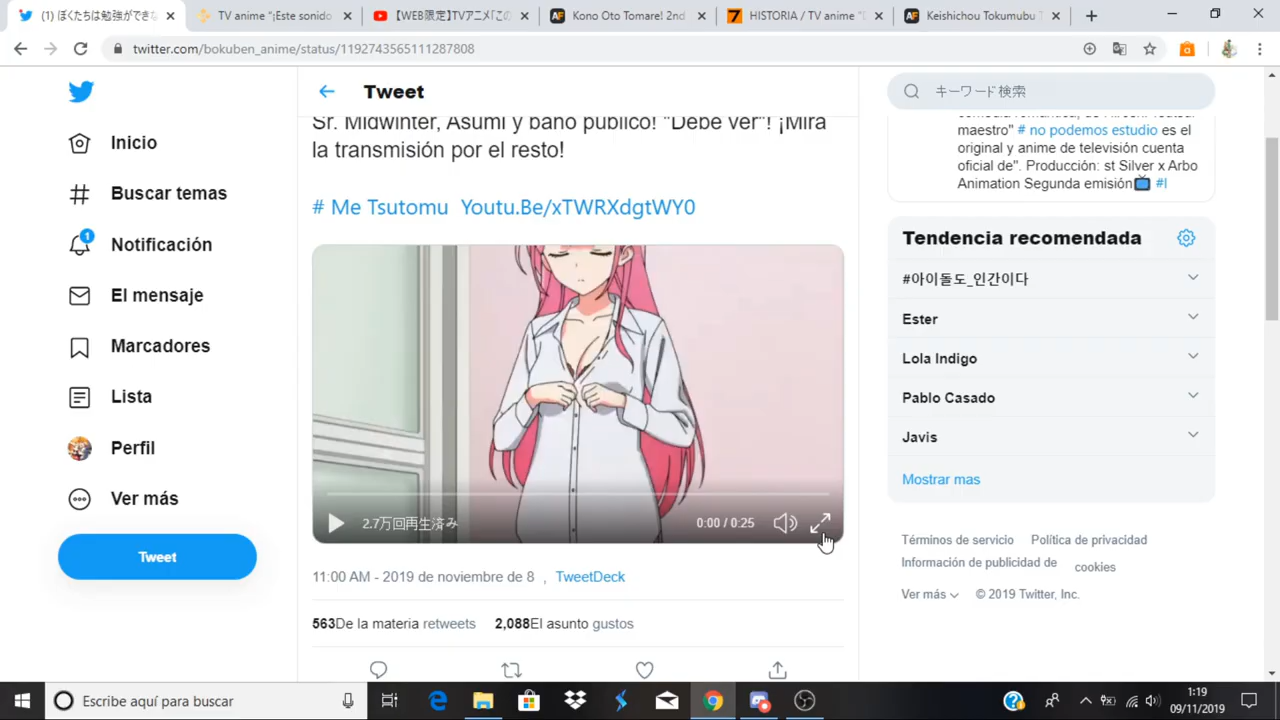 (1) ぼくたちは勉強ができな
TV anime "¡Este sonido
【WEB限定】TVアニメ「この
Kono Oto Tomare! 2nd
HISTORIA / TV anime "D
Keishichou Tokumubu T
twitter.com/bokuben_anime/status/1192743565111287808
Tweet
キーワード検索
Inicio
Buscar temas
1
Notificación
El mensaje
Marcadores
Lista
Perfil
Ver más
Tweet
Sr. Midwinter, Asumi y baño público! "Debe ver"! ¡Mira
la transmisión por el resto!
# Me Tsutomu Youtu.Be/xTWRXdgtWY0
2.7万回再生済み
0:00 / 0:25
11:00 AM - 2019 de noviembre de 8 , TweetDeck
563De la materia retweets 2,088El asunto gustos
maestro" # no podemos estudio es el
original y anime de televisión cuenta
oficial de". Producción: st Silver x Arbo
Animation Segunda emisión #I
Tendencia recomendada
#아이돌도_인간이다
Ester
Lola Indigo
Pablo Casado
Javis
Mostrar mas
Términos de servicio Política de privacidad
Información de publicidad de cookies
Ver más © 2019 Twitter, Inc.
Escribe aquí para buscar
1:19
09/11/2019